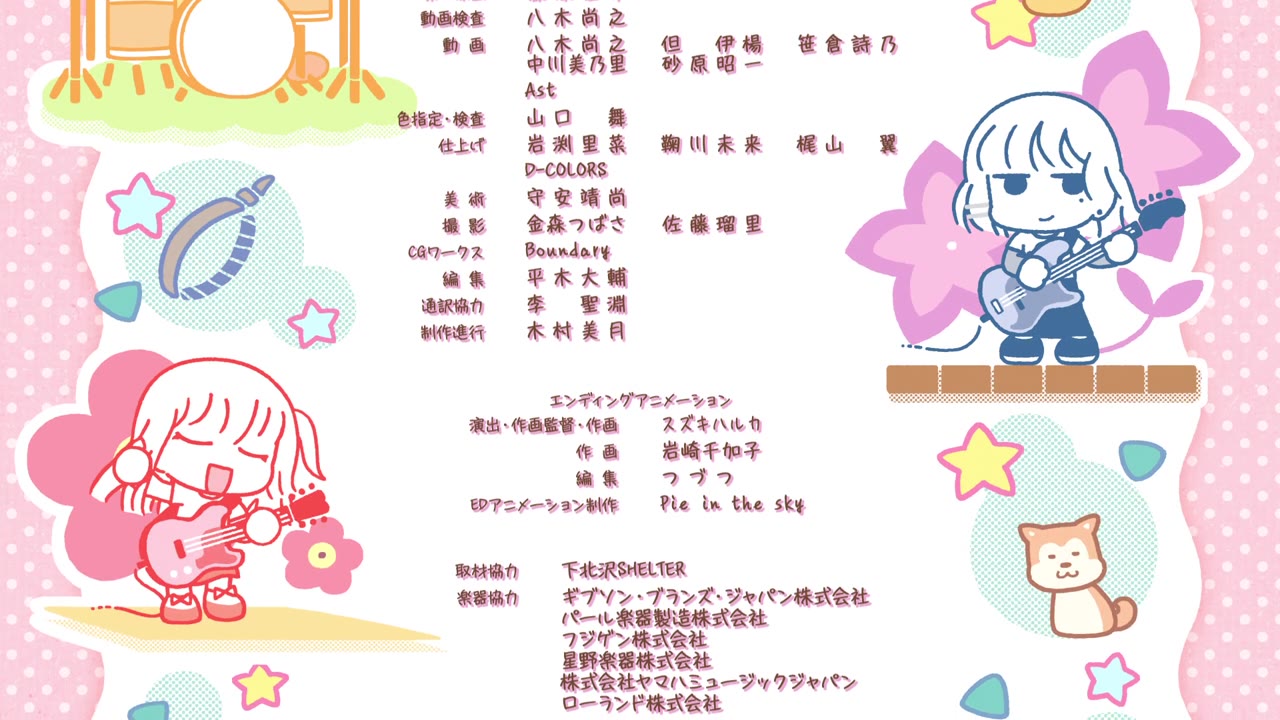 動画検査 八木尚之
動画 八木尚之 但 伊楊 笹倉詩乃
中川美乃里 砂原昭一
Ast
色指定・検査 山口 舞
仕上げ 岩渕里菜 鞠川未来 梶山 翼
D-COLORS
美術 守安靖尚
撮影 金森つばさ 佐藤瑠里
CGワークス Boundary
編集 平木大輔
通訳協力 李 聖淵
制作進行 木村美月
エンディングアニメーション
演出・作画監督・作画 スズキハルカ
作画 岩崎千加子
編集 つづつ
EDアニメーション制作 Pie in the sky
取材協力 下北沢SHELTER
楽器協力 ギブソン・ブランズ・ジャパン株式会社
パール楽器製造株式会社
フジゲン株式会社
星野楽器株式会社
株式会社ヤマハミュージックジャパン
ローランド株式会社